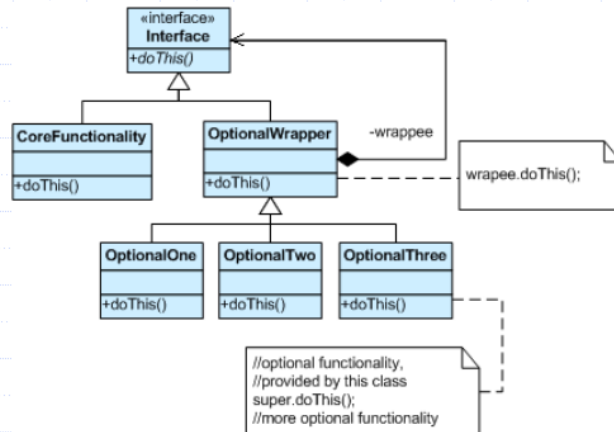 «interface»
Interface
+doThis()
CoreFunctionality
+doThis()
OptionalWrapper
+doThis()
-wrappee
wrapee.doThis();
OptionalOne
+doThis()
OptionalTwo
+doThis()
OptionalThree
+doThis()
//optional functionality,
//provided by this class
super.doThis();
//more optional functionality